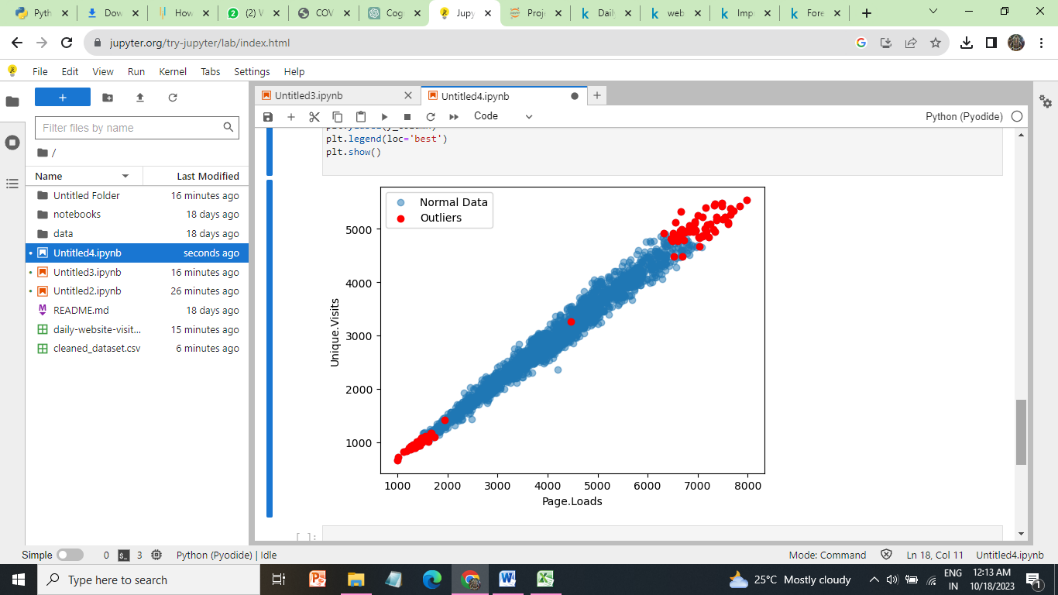 Pyth
Dow
How
(2) V
COV
Cog
Jupy
Proj
Dail
web
Imp
Fore
jupyter.org/try-jupyter/lab/index.html
File Edit View Run Kernel Tabs Settings Help
Untitled3.ipynb
Untitled4.ipynb
Code
Python (Pyodide)
Filter files by name
/
Name Last Modified
Untitled Folder 16 minutes ago
notebooks 18 days ago
data 18 days ago
Untitled4.ipynb seconds ago
Untitled3.ipynb 16 minutes ago
Untitled2.ipynb 26 minutes ago
README.md 18 days ago
daily-website-visit... 15 minutes ago
cleaned_dataset.csv 6 minutes ago
plt.legend(loc='best')
plt.show()
Normal Data
Outliers
5000
4000
3000
2000
1000
Unique.Visits
1000 2000 3000 4000 5000 6000 7000 8000
Page.Loads
[ ]:
Simple 0 3 Python (Pyodide) | Idle Mode: Command Ln 18, Col 11 Untitled4.ipynb
Type here to search
25°C Mostly cloudy
ENG
IN
12:13 AM
10/18/2023
1